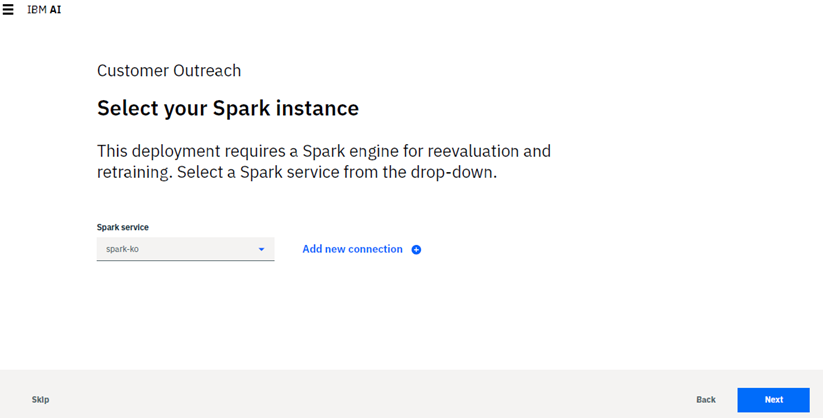 IBM AI
Customer Outreach
Select your Spark instance
This deployment requires a Spark engine for reevaluation and
retraining. Select a Spark service from the drop-down.
Spark service
spark-ko
Add new connection
Skip
Back
Next